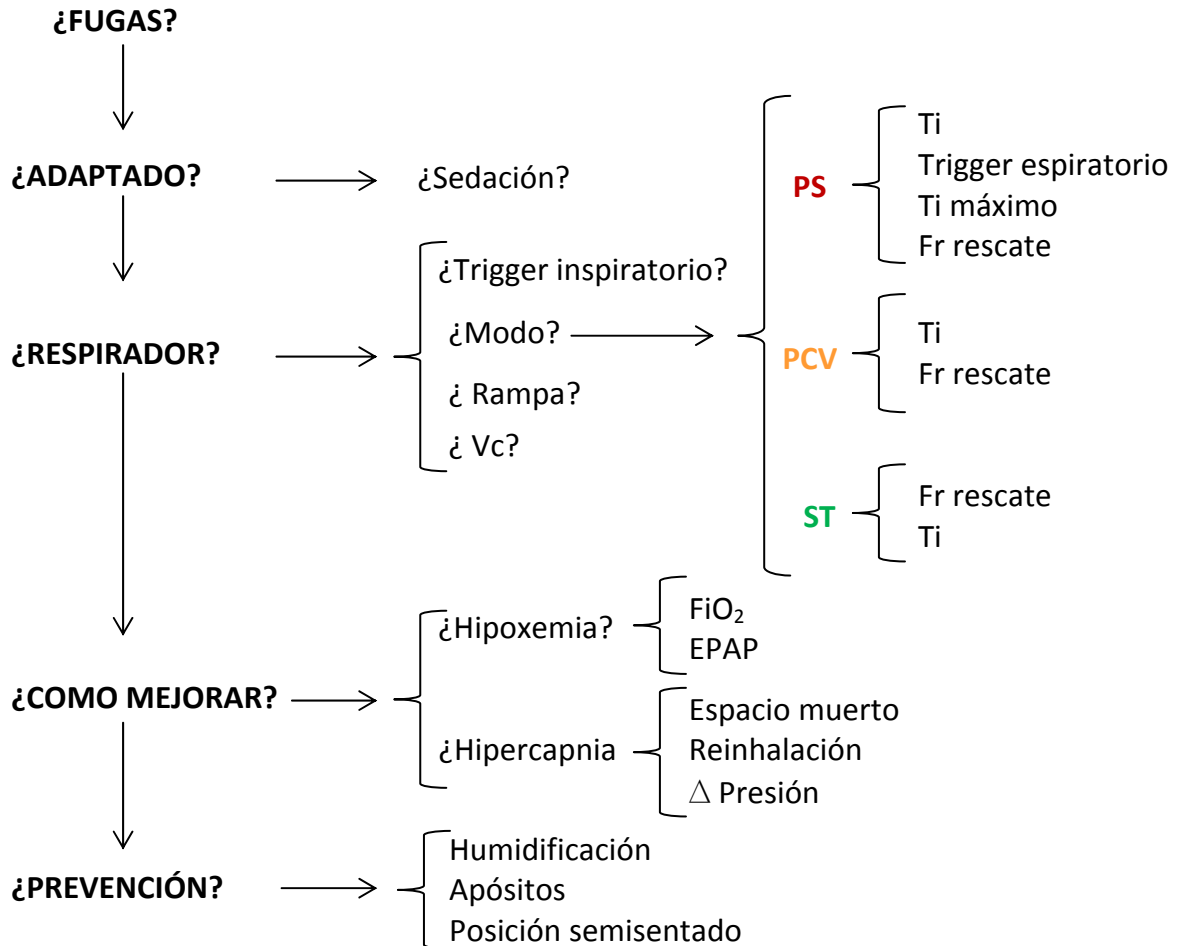 ¿FUGAS?
¿ADAPTADO?
¿Sedación?
¿RESPIRADOR?
¿Trigger inspiratorio?
¿Modo?
¿ Rampa?
¿ Vc?
PS
Ti
Trigger espiratorio
Ti máximo
Fr rescate
PCV
Ti
Fr rescate
ST
Fr rescate
Ti
¿COMO MEJORAR?
¿Hipoxemia?
FiO₂
EPAP
¿Hipercapnia
Espacio muerto
Reinhalación
△ Presión
¿PREVENCIÓN?
Humidificación
Apósitos
Posición semisentado